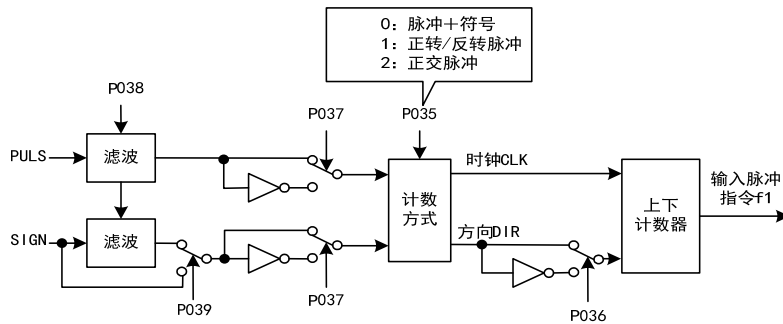 0：脉冲＋符号
1：正转/反转脉冲
2：正交脉冲
P038
P037
P035
PULS
滤波
时钟CLK
输入脉冲
指令f1
计数
方式
上下
计数器
SIGN
滤波
方向DIR
P039
P037
P036